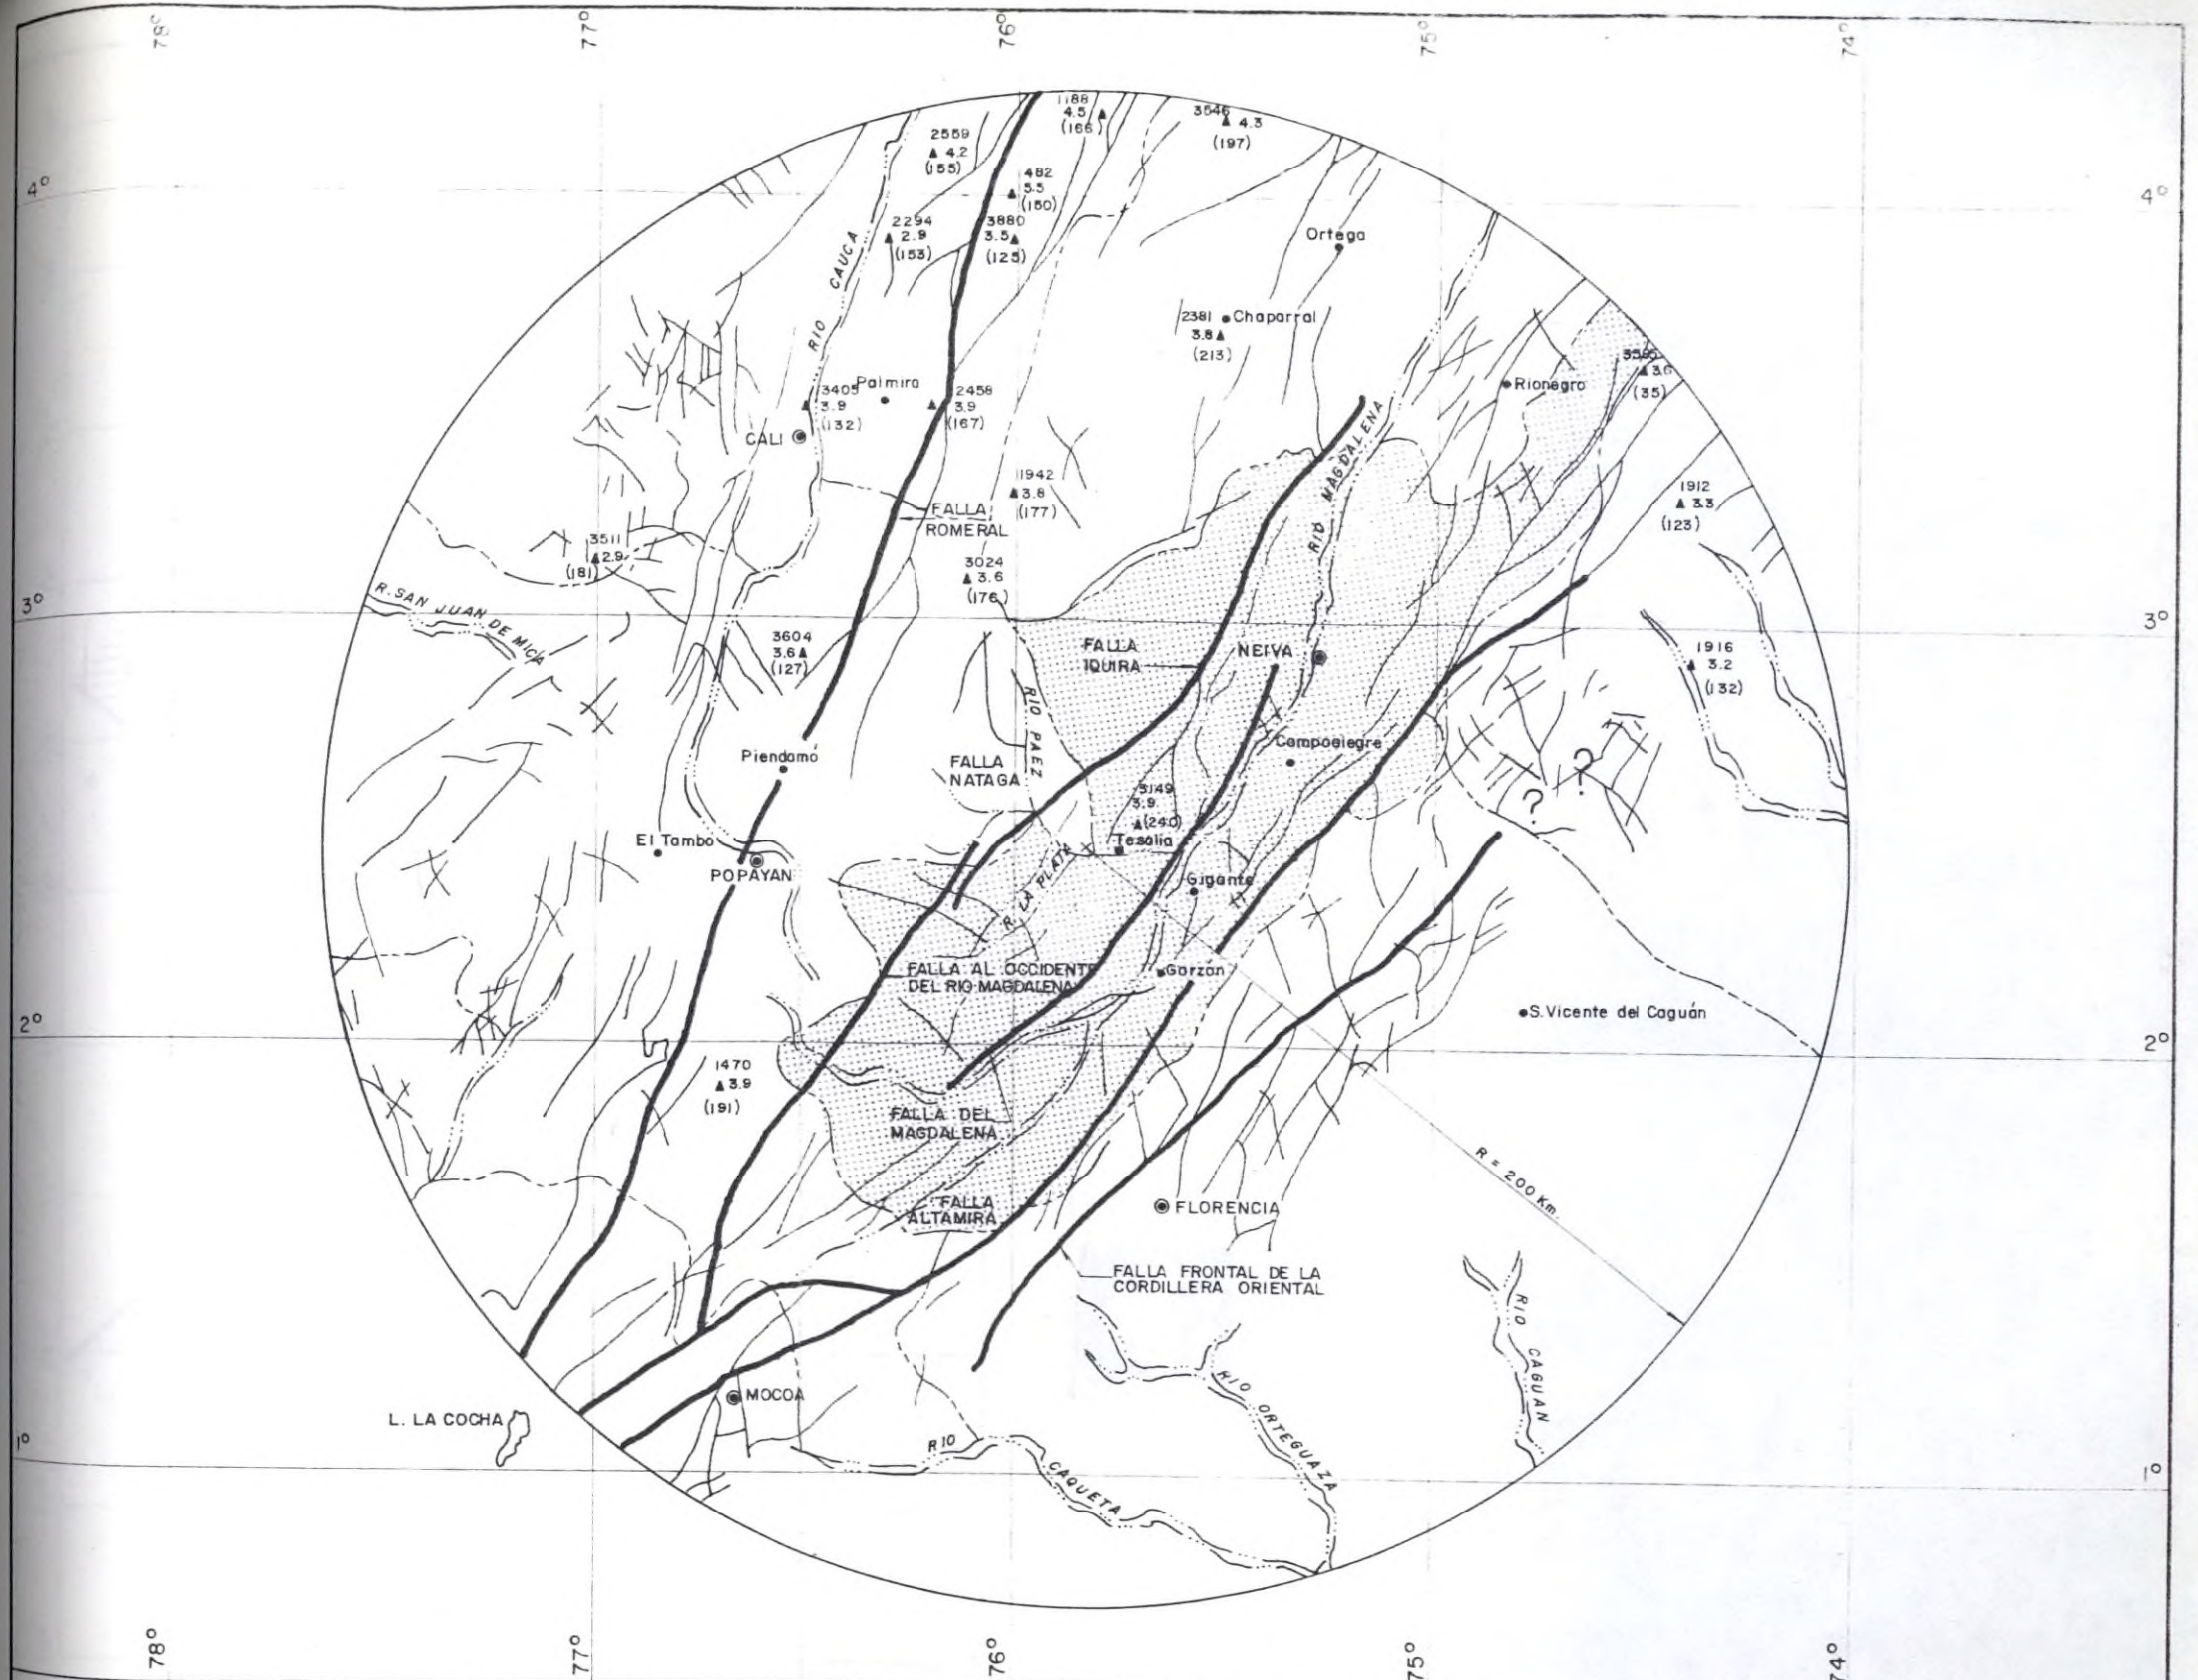 78°
77°
76°
75°
74°
1188
4.5
(166)
3546
4.3
(197)
2559
4.2
(155)
4°
4°
482
5.5
(150)
2294
2.9
(153)
3880
3.5
(125)
Ortega
RIO CAUCA
2381
Chaparral
3.8
(213)
(35)
Rionegro
Palmira
3405
3.9
(132)
2458
3.9
(167)
CALI
RIO MAGDALENA
1942
3.8
(177)
1912
3.3
(123)
FALLA
ROMERAL
3511
2.9
(181)
3024
3.6
(176)
R. SAN JUAN DE MICA
3°
3°
3604
3.6
(127)
FALLA
IQUIRA
NEIVA
1916
3.2
(132)
RIO PAEZ
Piendamó
Campoalegre
FALLA
NATAGA
?
?
3149
3.9
(240)
Tesalia
El Tambo
POPAYAN
R. LA PLATA
Gigante
FALLA AL OCCIDENTE
DEL RIO MAGDALENA
Garzón
S. Vicente del Caguán
2°
2°
1470
3.9
(191)
FALLA DEL
MAGDALENA
R = 200 Km.
FALLA
ALTAMIRA
FLORENCIA
FALLA FRONTAL DE LA
CORDILLERA ORIENTAL
RIO CAGUAN
MOCOA
L. LA COCHA
RIO ORTEGUAZA
RIO CAQUETA
1°
1°
78°
77°
76°
75°
74°